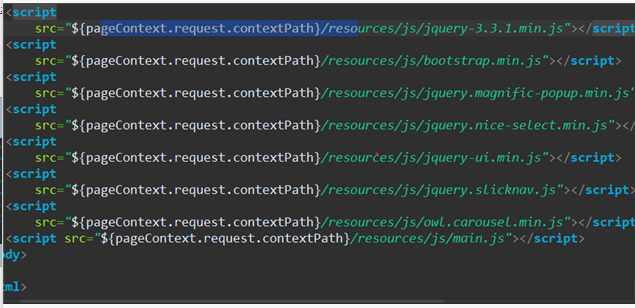 <script
src="${pageContext.request.contextPath}/resources/js/jquery-3.3.1.min.js"></script
<script
src="${pageContext.request.contextPath}/resources/js/bootstrap.min.js"></script>
<script
src="${pageContext.request.contextPath}/resources/js/jquery.magnific-popup.min.js"
<script
src="${pageContext.request.contextPath}/resources/js/jquery.nice-select.min.js"></
<script
src="${pageContext.request.contextPath}/resources/js/jquery-ui.min.js"></script>
<script
src="${pageContext.request.contextPath}/resources/js/jquery.slicknav.js"></script>
<script
src="${pageContext.request.contextPath}/resources/js/owl.carousel.min.js"></script
<script src="${pageContext.request.contextPath}/resources/js/main.js"></script>
ody>
ml>